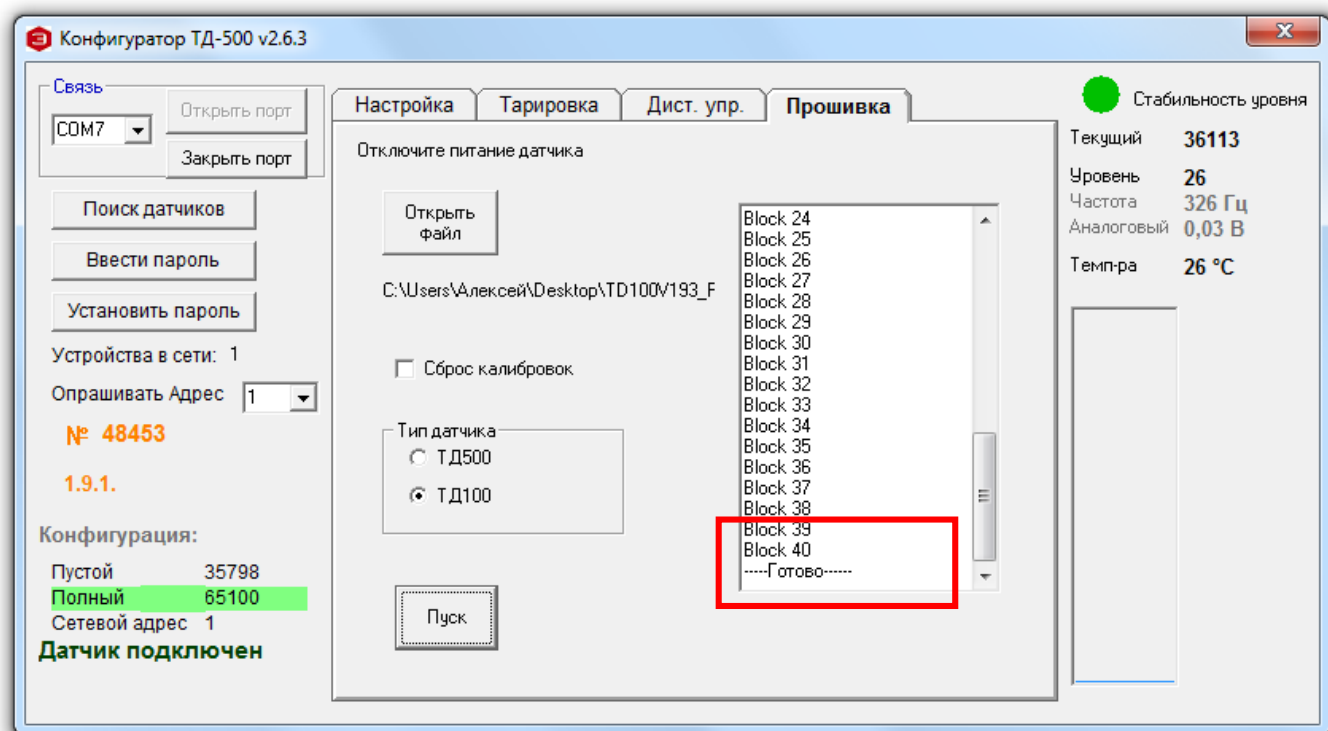 Конфигуратор ТД-500 v2.6.3
Связь
COM7
Открыть порт
Закрыть порт
Поиск датчиков
Ввести пароль
Установить пароль
Устройства в сети: 1
Опрашивать Адрес 1
№ 48453
1.9.1.
Конфигурация:
Пустой 35798
Полный 65100
Сетевой адрес 1
Датчик подключен
Настройка Тарировка Дист. упр. Прошивка
Отключите питание датчика
Открыть
файл
C:\Users\Алексей\Desktop\TD100V193_F
Сброс калибровок
Тип датчика
ТД500
ТД100
Пуск
Block 24
Block 25
Block 26
Block 27
Block 28
Block 29
Block 30
Block 31
Block 32
Block 33
Block 34
Block 35
Block 36
Block 37
Block 38
Block 39
Block 40
-----Готово------
Стабильность уровня
Текущий 36113
Уровень 26
Частота 326 Гц
Аналоговый 0,03 В
Темп-ра 26 °C